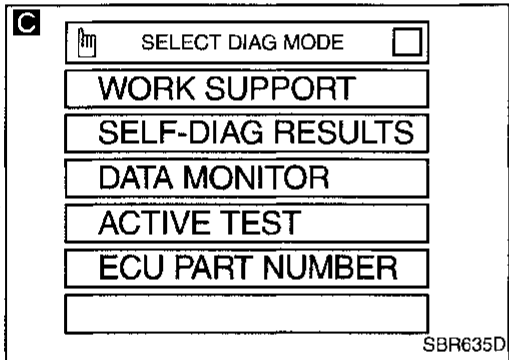 C
SELECT DIAG MODE
WORK SUPPORT
SELF-DIAG RESULTS
DATA MONITOR
ACTIVE TEST
ECU PART NUMBER
SBR635D